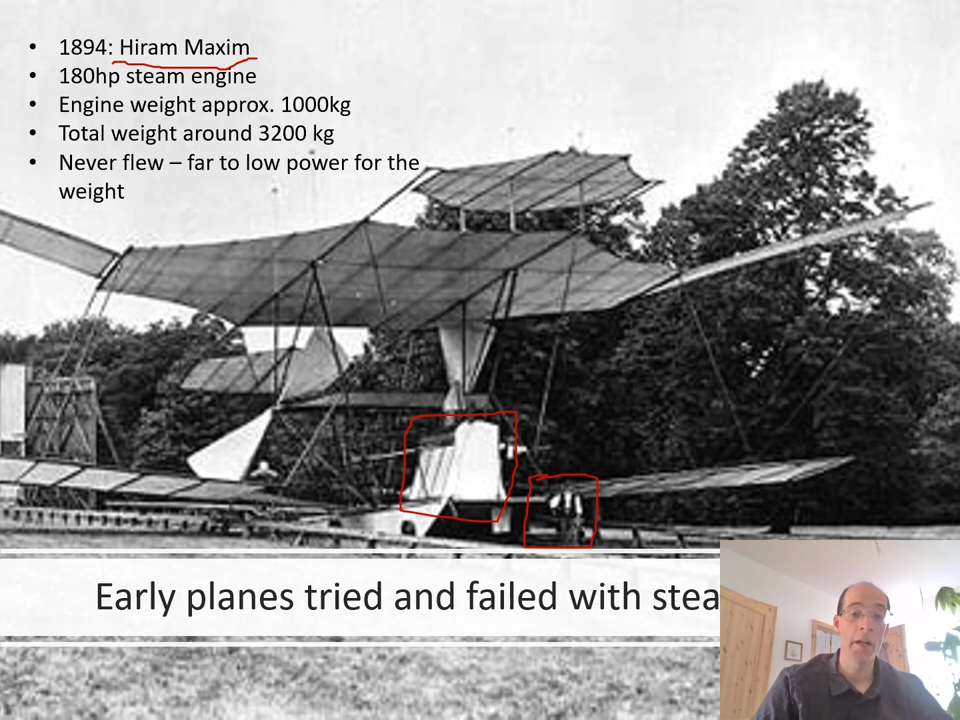 • 1894: Hiram Maxim
• 180hp steam engine
• Engine weight approx. 1000kg
• Total weight around 3200 kg
• Never flew – far to low power for the
weight
Early planes tried and failed with stea